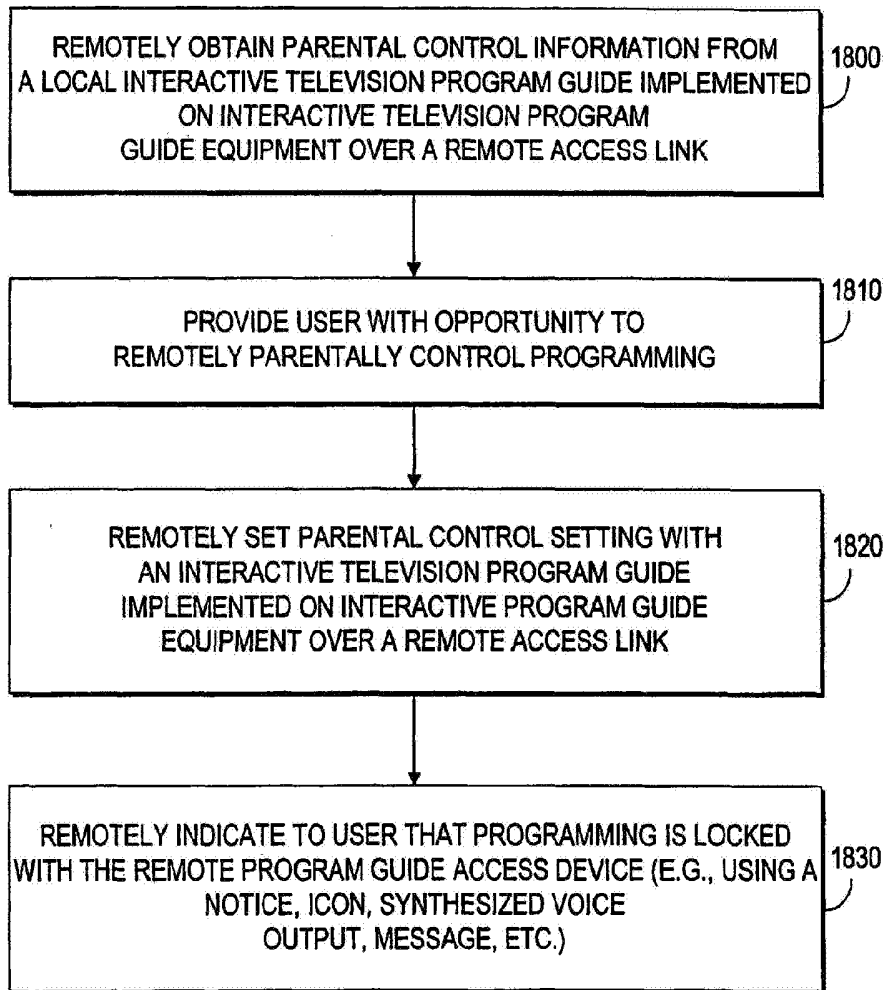 REMOTELY OBTAIN PARENTAL CONTROL INFORMATION FROM
A LOCAL INTERACTIVE TELEVISION PROGRAM GUIDE IMPLEMENTED
ON INTERACTIVE TELEVISION PROGRAM
GUIDE EQUIPMENT OVER A REMOTE ACCESS LINK
1800
PROVIDE USER WITH OPPORTUNITY TO
REMOTELY PARENTALLY CONTROL PROGRAMMING
1810
REMOTELY SET PARENTAL CONTROL SETTING WITH
AN INTERACTIVE TELEVISION PROGRAM GUIDE
IMPLEMENTED ON INTERACTIVE PROGRAM GUIDE
EQUIPMENT OVER A REMOTE ACCESS LINK
1820
REMOTELY INDICATE TO USER THAT PROGRAMMING IS LOCKED
WITH THE REMOTE PROGRAM GUIDE ACCESS DEVICE (E.G., USING A
NOTICE, ICON, SYNTHESIZED VOICE
OUTPUT, MESSAGE, ETC.)
1830